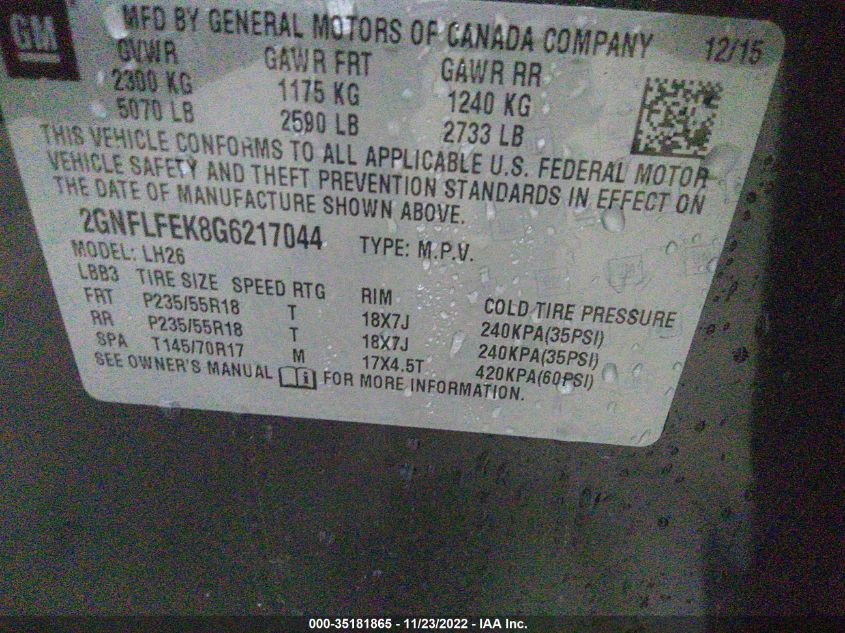 GM
MFD BY GENERAL MOTORS OF CANADA COMPANY 12/15
GVWR GAWR FRT GAWR RR
2300 KG 1175 KG 1240 KG
5070 LB 2590 LB 2733 LB
THIS VEHICLE CONFORMS TO ALL APPLICABLE U.S. FEDERAL MOTOR
VEHICLE SAFETY AND THEFT PREVENTION STANDARDS IN EFFECT ON
THE DATE OF MANUFACTURE SHOWN ABOVE.
2GNFLFEK8G6217044 TYPE: M.P.V.
MODEL: LH26
LBB3 TIRE SIZE SPEED RTG RIM COLD TIRE PRESSURE
FRT P235/55R18 T 18X7J 240KPA(35PSI)
RR P235/55R18 T 18X7J 240KPA(35PSI)
SPA T145/70R17 M 17X4.5T 420KPA(60PSI)
SEE OWNER'S MANUAL FOR MORE INFORMATION.
000-35181865 - 11/23/2022 - IAA Inc.